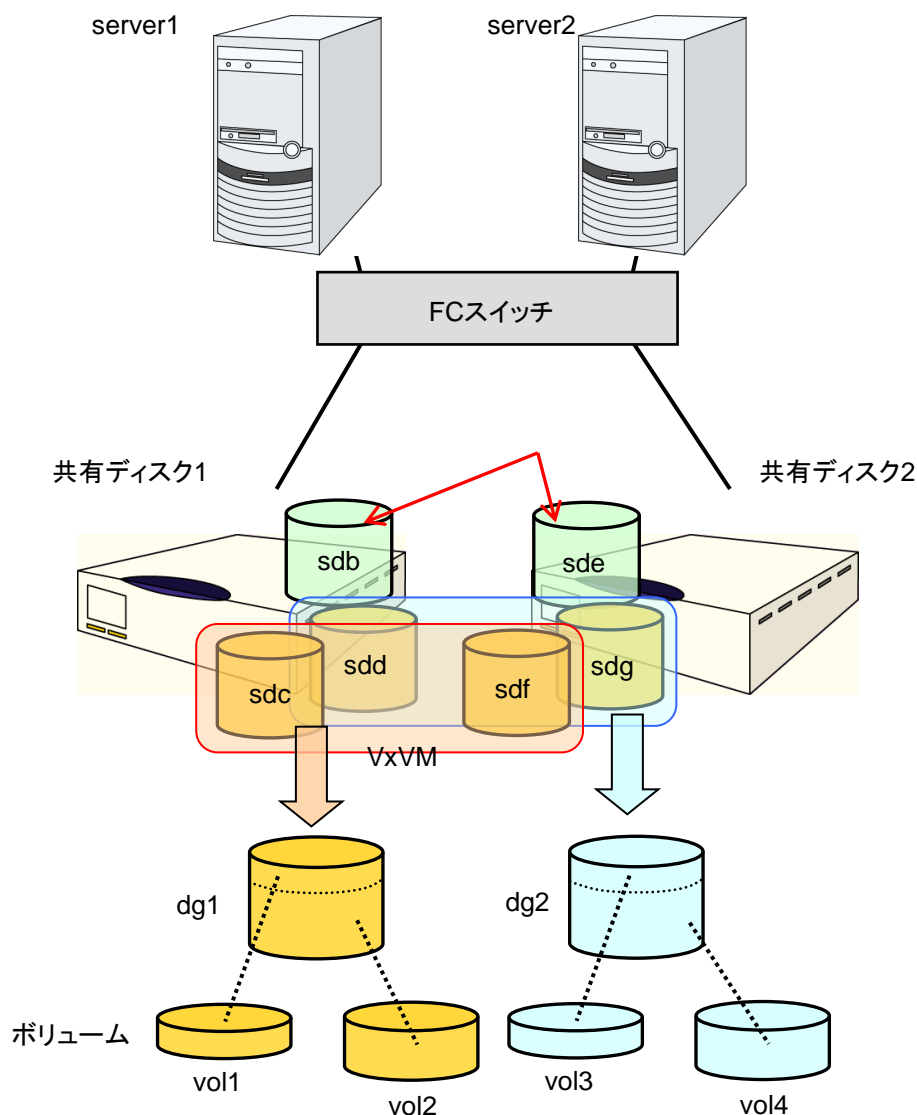 server1
server2
FCスイッチ
共有ディスク1
共有ディスク2
sdb
sde
sdd
sdg
sdc
sdf
VxVM
dg1
dg2
ボリューム
vol1
vol2
vol3
vol4